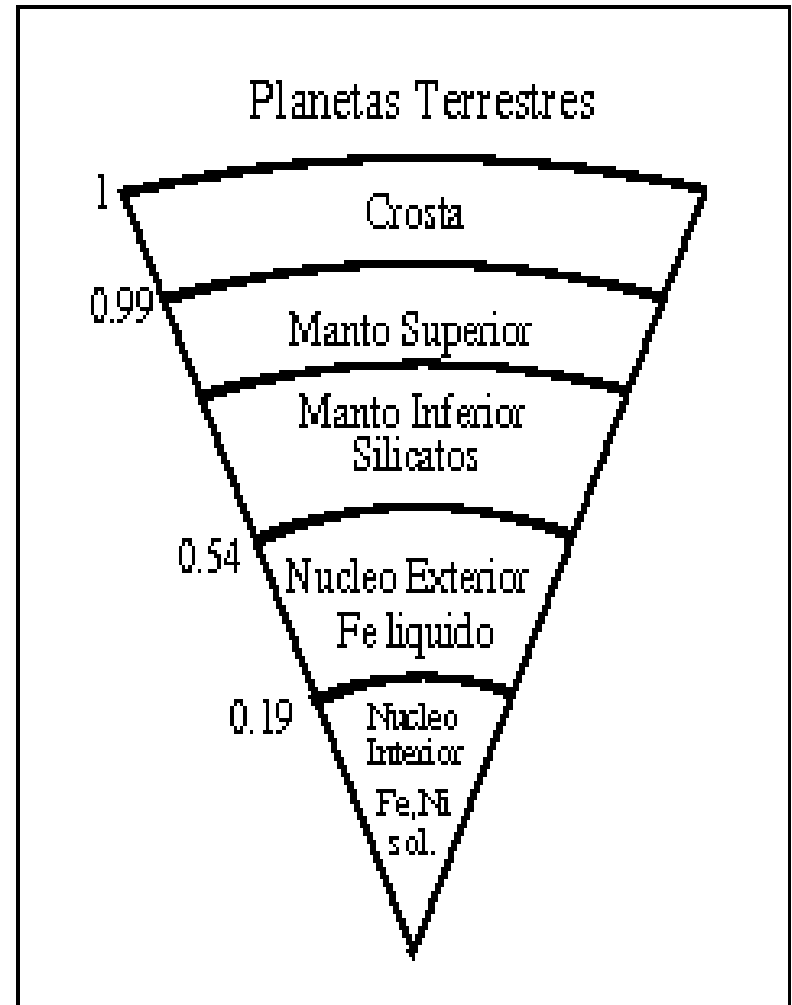 Planetas Terrestres
1
Crosta
0.99
Manto Superior
Manto Inferior
Silicatos
0.54
Nucleo Exterior
Fe liquido
0.19
Nucleo
Interior
Fe,Ni
sol.